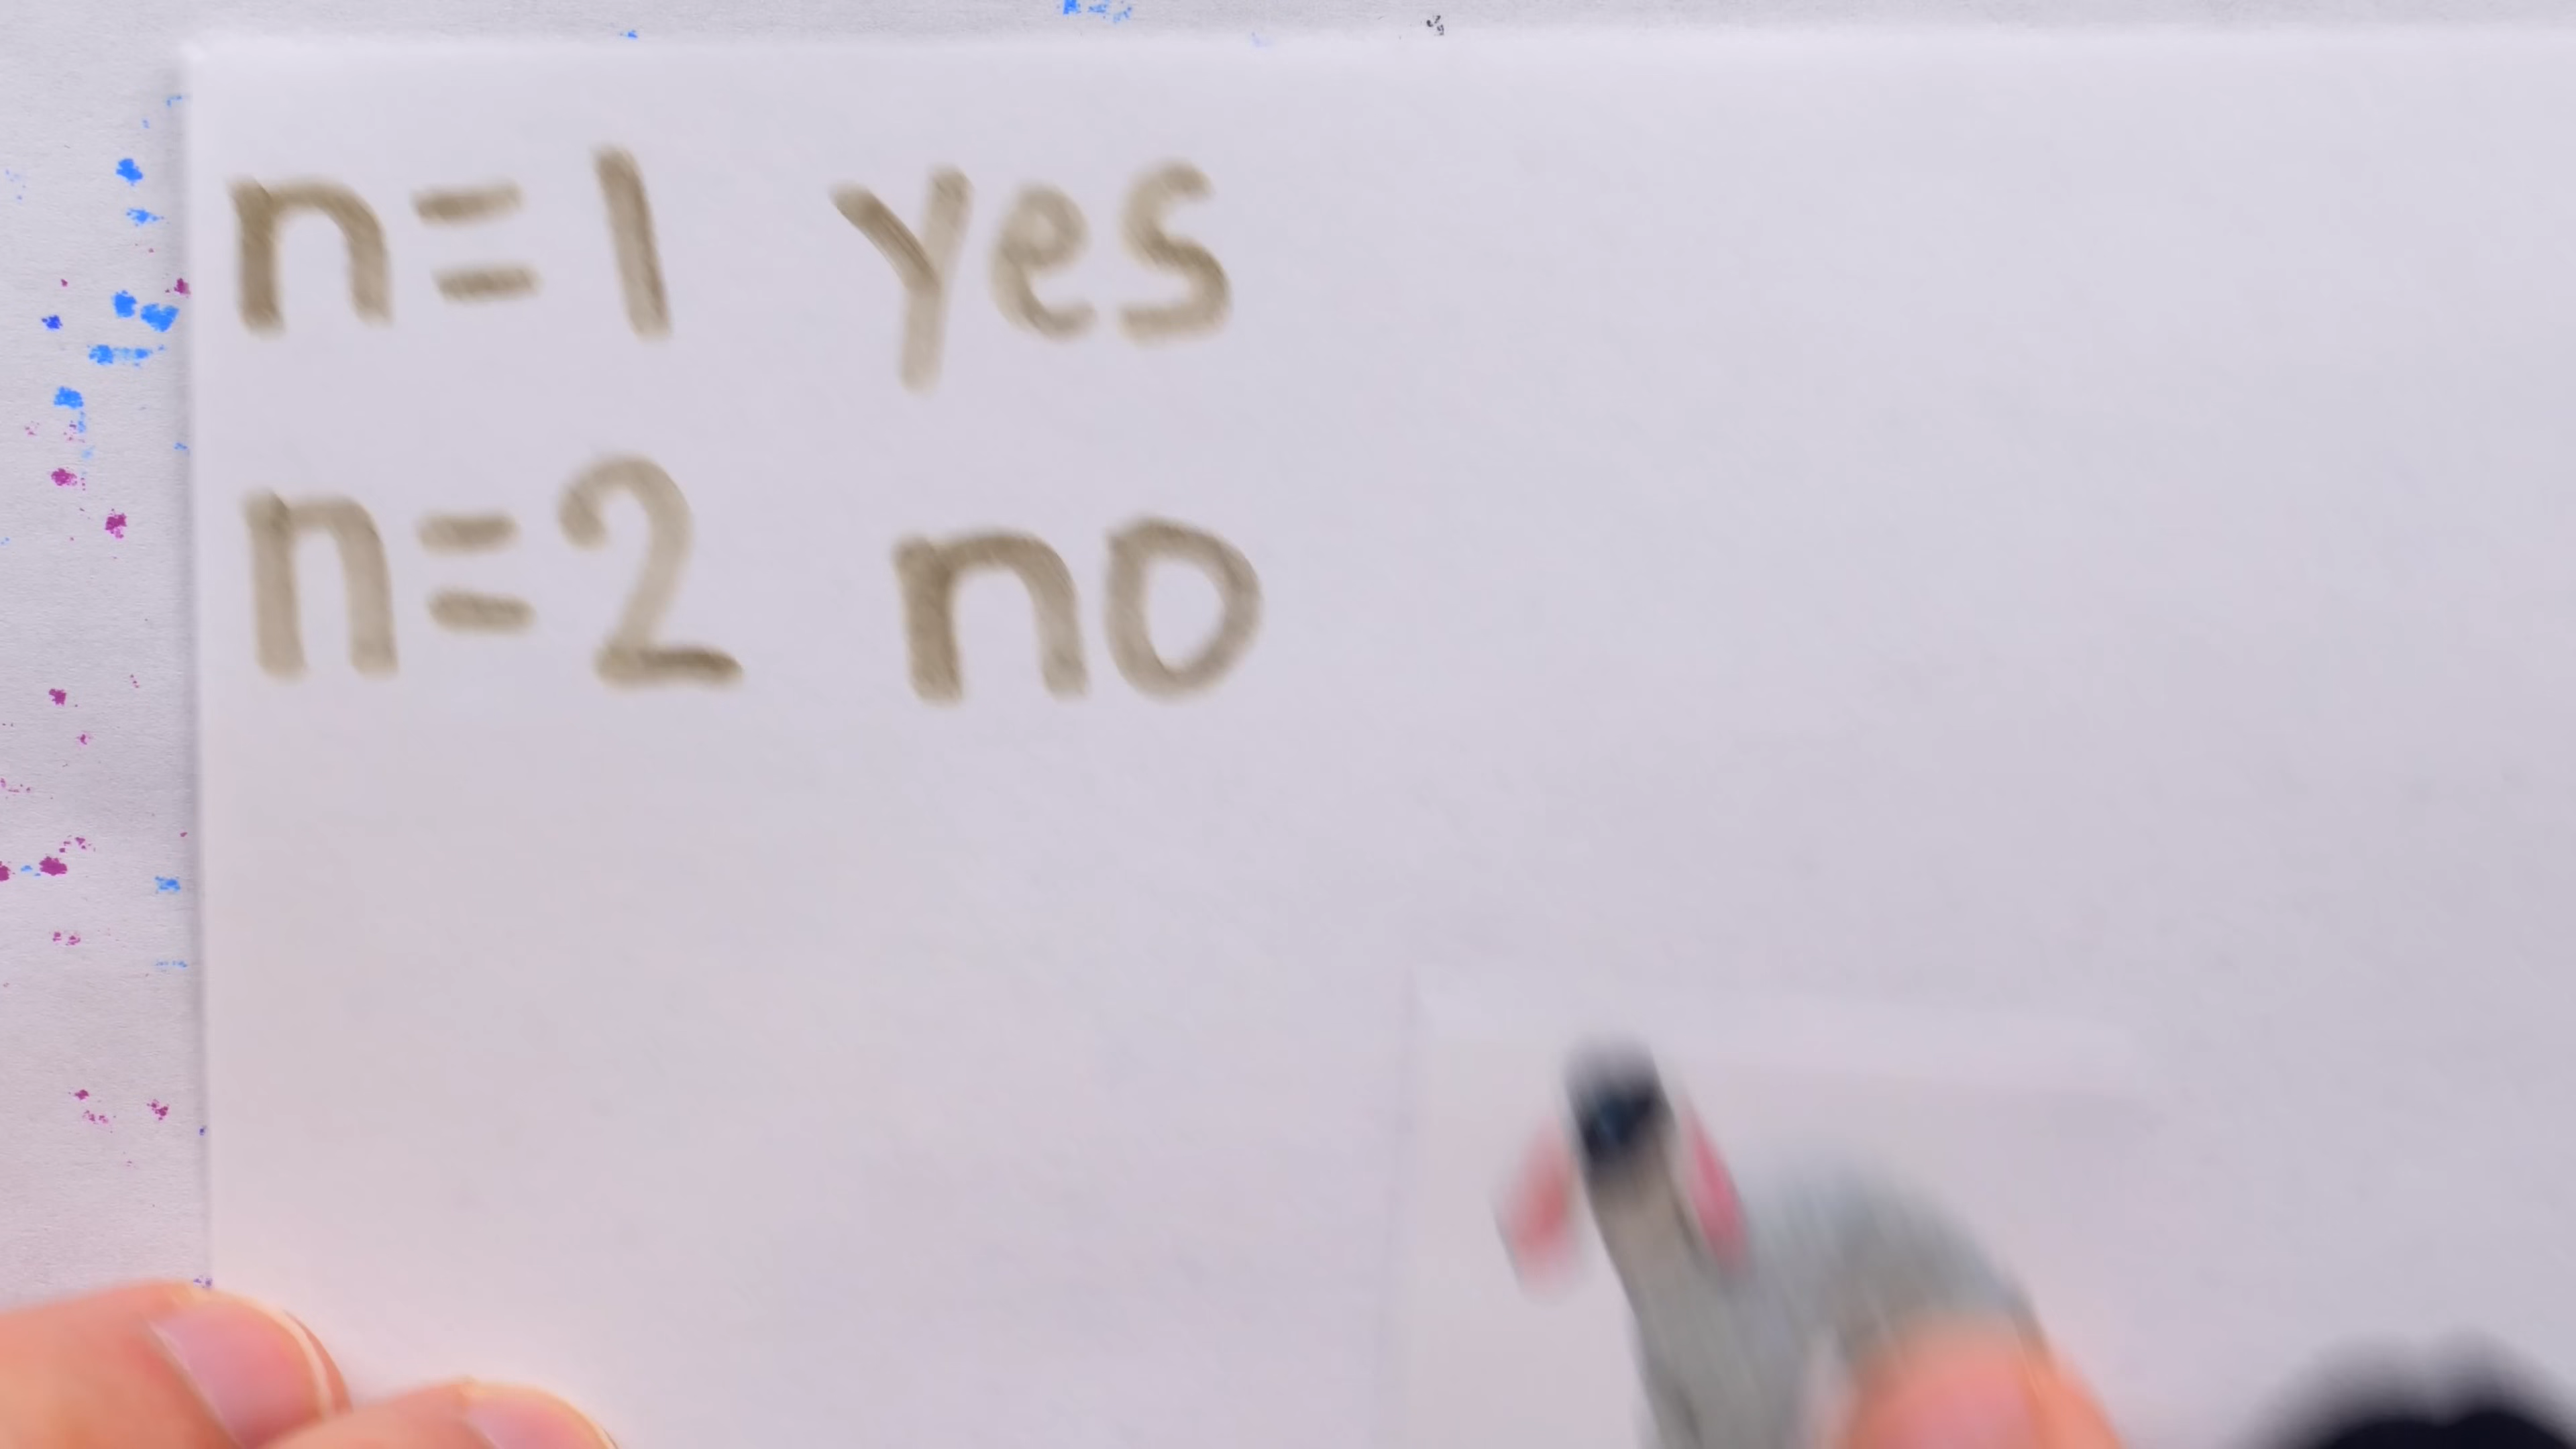 n=1 yes
n=2 no